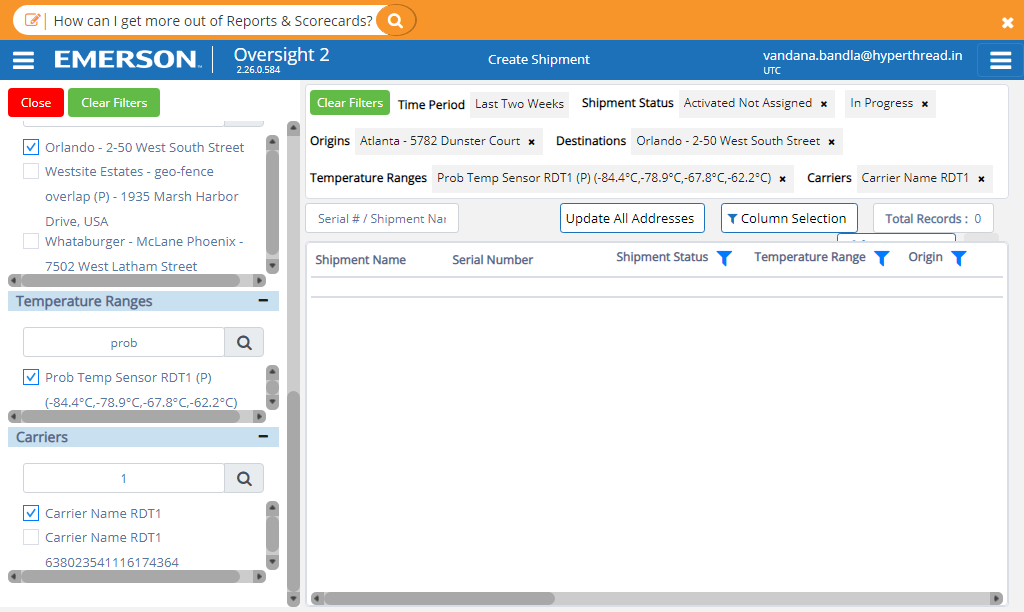 How can I get more out of Reports & Scorecards?
EMERSON.
Oversight 2
2.26.0.584
Create Shipment
vandana.bandla@hyperthread.in
UTC
Close
Clear Filters
Orlando - 2-50 West South Street
Westsite Estates - geo-fence
overlap (P) - 1935 Marsh Harbor
Drive, USA
Whataburger - McLane Phoenix -
7502 West Latham Street
Temperature Ranges
prob
Prob Temp Sensor RDT1 (P)
(-84.4°C,-78.9°C,-67.8°C,-62.2°C)
Carriers
1
Carrier Name RDT1
Carrier Name RDT1
638023541116174364
Clear Filters
Time Period Last Two Weeks
Shipment Status Activated Not Assigned × In Progress ×
Origins Atlanta - 5782 Dunster Court ×
Destinations Orlando - 2-50 West South Street ×
Temperature Ranges Prob Temp Sensor RDT1 (P) (-84.4°C,-78.9°C,-67.8°C,-62.2°C) ×
Carriers Carrier Name RDT1 ×
Serial # / Shipment Nar
Update All Addresses
Column Selection
Total Records : 0
Shipment Name Serial Number Shipment Status Temperature Range Origin